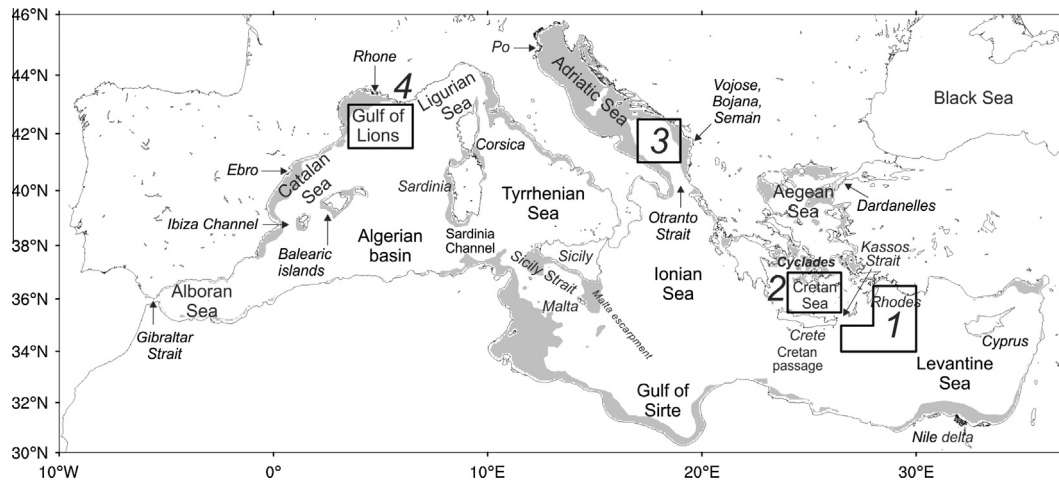 46°N
44°N
42°N
40°N
38°N
36°N
34°N
32°N
30°N
10°W
0°
10°E
20°E
30°E
Po
Rhone
4
Ligurian
Sea
Adriatic Sea
Vojose,
Bojana,
Seman
Black Sea
Gulf of
Lions
3
Corsica
Ebro
Catalan
Sea
Sardinia
Tyrrhenian
Sea
Otranto
Strait
Aegean
Sea
Dardanelles
Ibiza Channel
Balearic
islands
Algerian
basin
Sardinia
Channel
Sicily
Sicily Strait
Malta
Malta escarpment
Ionian
Sea
Cyclades
Kassos
Strait
2
Cretan
Sea
Rhodes
1
Alboran
Sea
Gibraltar
Strait
Crete
Cretan
passage
Cyprus
Levantine
Sea
Gulf of
Sirte
Nile delta